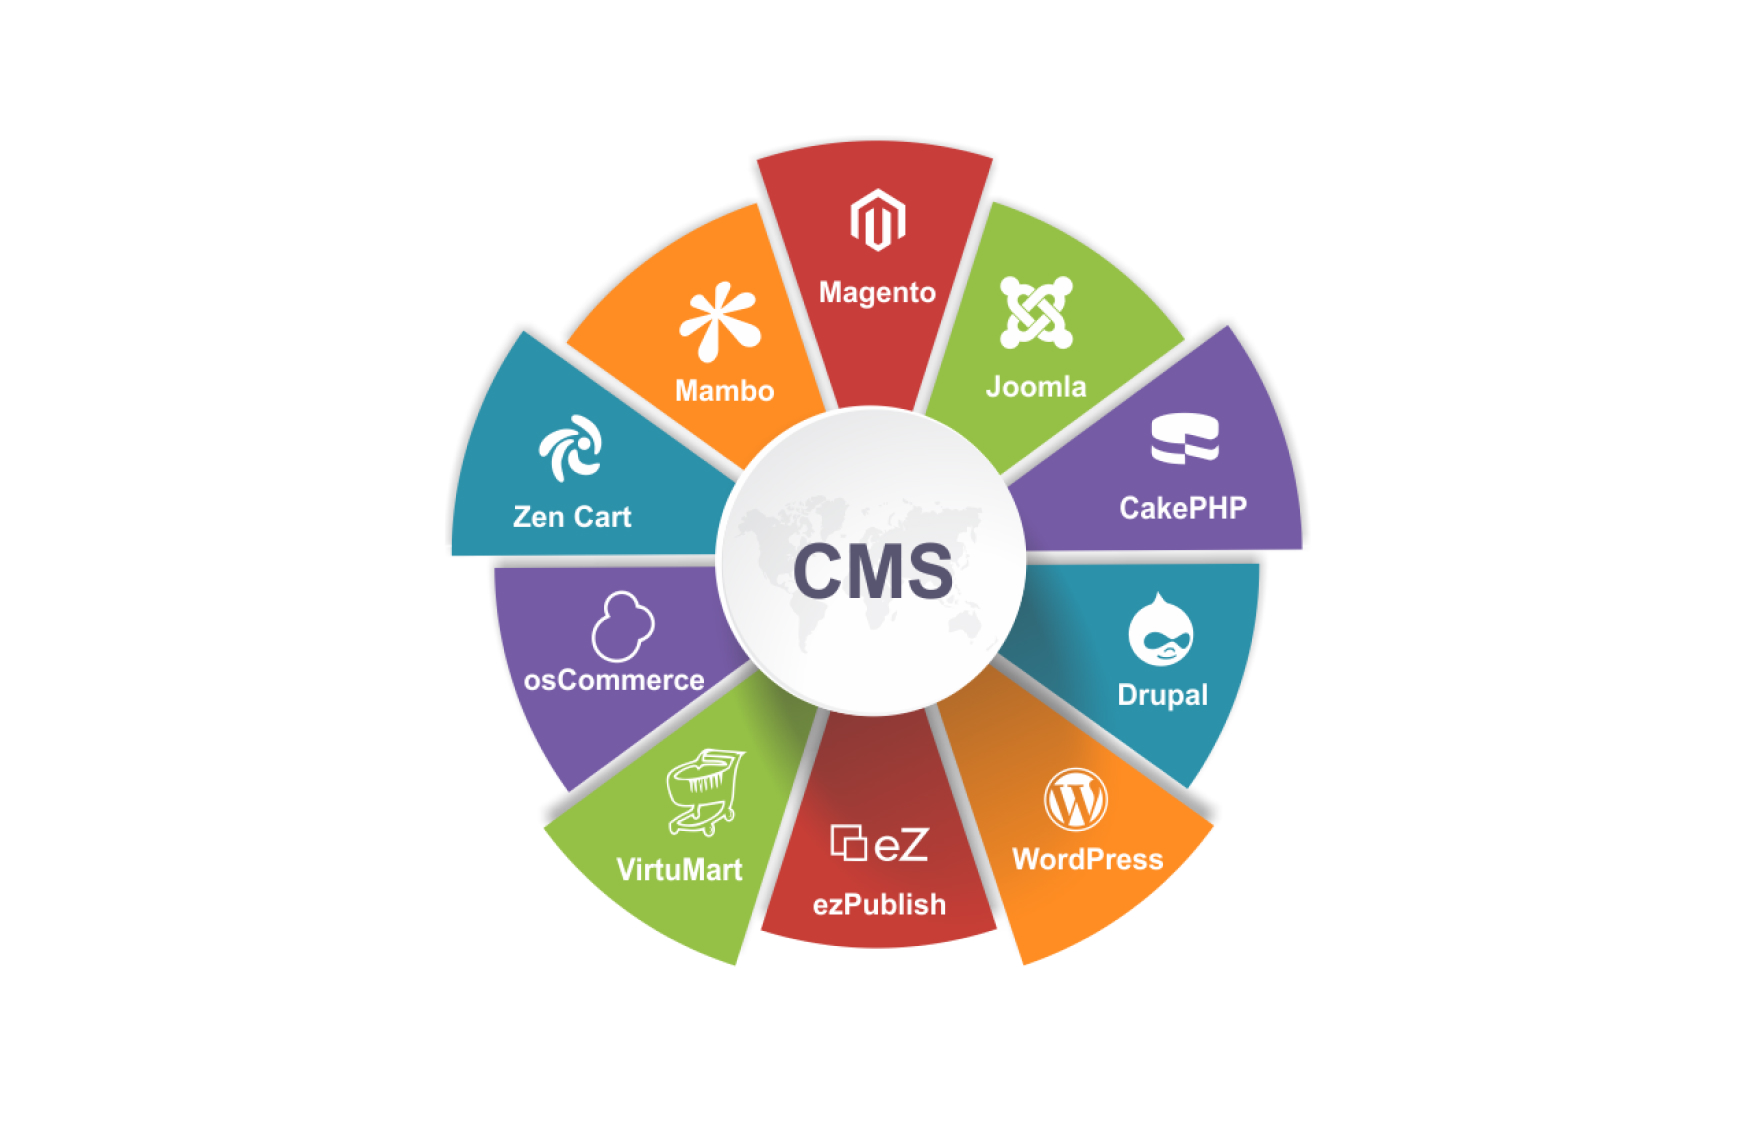 Magento
Joomla
CakePHP
Drupal
WordPress
eZ
ezPublish
VirtuMart
osCommerce
Zen Cart
Mambo
CMS